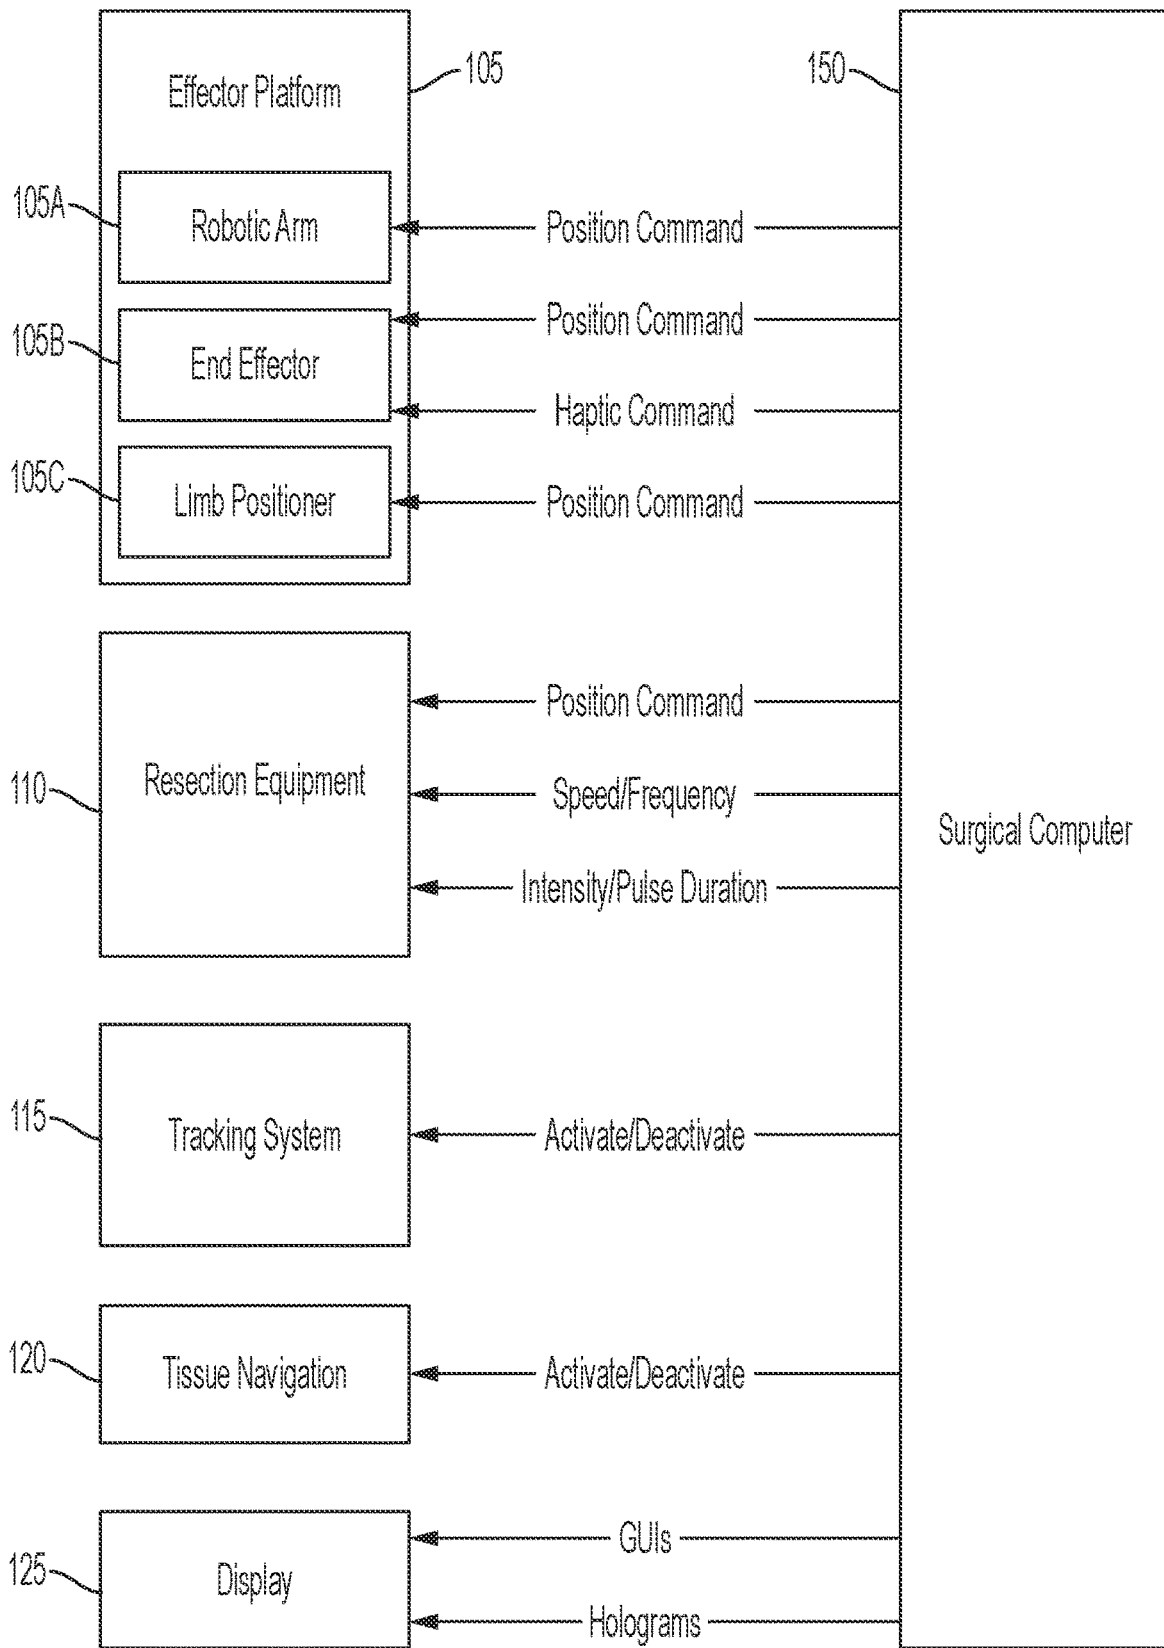 105
150
Effector Platform
105A
Robotic Arm
Position Command
105B
End Effector
Position Command
Haptic Command
105C
Limb Positioner
Position Command
110
Resection Equipment
Position Command
Speed/Frequency
Intensity/Pulse Duration
Surgical Computer
115
Tracking System
Activate/Deactivate
120
Tissue Navigation
Activate/Deactivate
125
Display
GUIs
Holograms